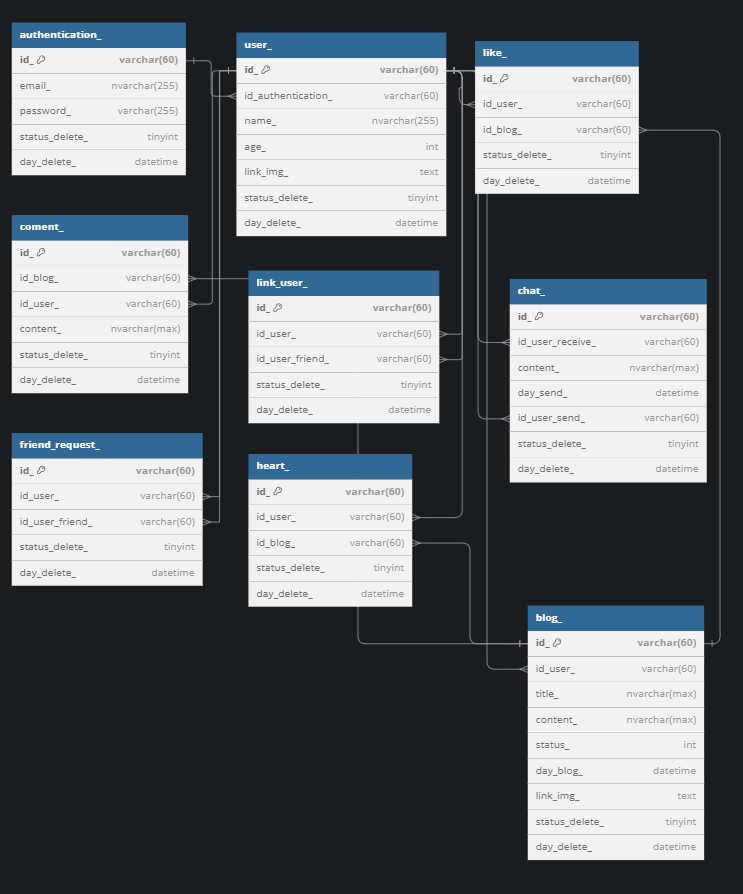 authentication_
id_ varchar(60)
email_ nvarchar(255)
password_ varchar(255)
status_delete_ tinyint
day_delete_ datetime
user_
id_ varchar(60)
id_authentication_ varchar(60)
name_ nvarchar(255)
age_ int
link_img_ text
status_delete_ tinyint
day_delete_ datetime
like_
id_ varchar(60)
id_user_ varchar(60)
id_blog_ varchar(60)
status_delete_ tinyint
day_delete_ datetime
coment_
id_ varchar(60)
id_blog_ varchar(60)
id_user_ varchar(60)
content_ nvarchar(max)
status_delete_ tinyint
day_delete_ datetime
link_user_
id_ varchar(60)
id_user_ varchar(60)
id_user_friend_ varchar(60)
status_delete_ tinyint
day_delete_ datetime
chat_
id_ varchar(60)
id_user_receive_ varchar(60)
content_ nvarchar(max)
day_send_ datetime
id_user_send_ varchar(60)
status_delete_ tinyint
day_delete_ datetime
friend_request_
id_ varchar(60)
id_user_ varchar(60)
id_user_friend_ varchar(60)
status_delete_ tinyint
day_delete_ datetime
heart_
id_ varchar(60)
id_user_ varchar(60)
id_blog_ varchar(60)
status_delete_ tinyint
day_delete_ datetime
blog_
id_ varchar(60)
id_user_ varchar(60)
title_ nvarchar(max)
content_ nvarchar(max)
status_ int
day_blog_ datetime
link_img_ text
status_delete_ tinyint
day_delete_ datetime